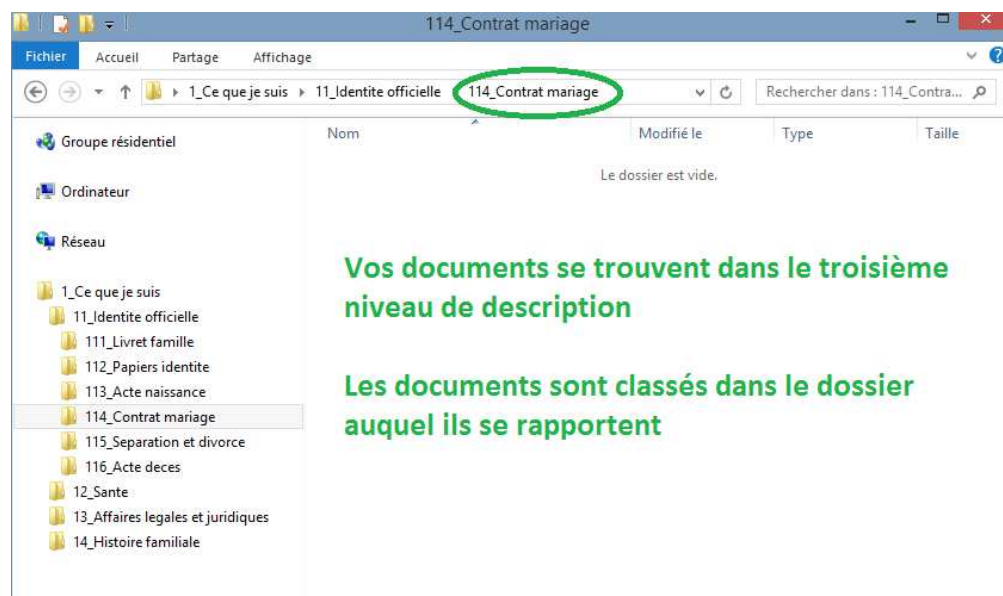 114_Contrat mariage
Fichier Accueil Partage Affichage
1_Ce que je suis 11_Identite officielle 114_Contrat mariage Rechercher dans : 114_Contra...
Nom Modifié le Type Taille
Le dossier est vide.
Groupe résidentiel
Ordinateur
Réseau
1_Ce que je suis
11_Identite officielle
111_Livret famille
112_Papiers identite
113_Acte naissance
114_Contrat mariage
115_Separation et divorce
116_Acte deces
12_Sante
13_Affaires legales et juridiques
14_Histoire familiale
Vos documents se trouvent dans le troisième
niveau de description
Les documents sont classés dans le dossier
auquel ils se rapportent